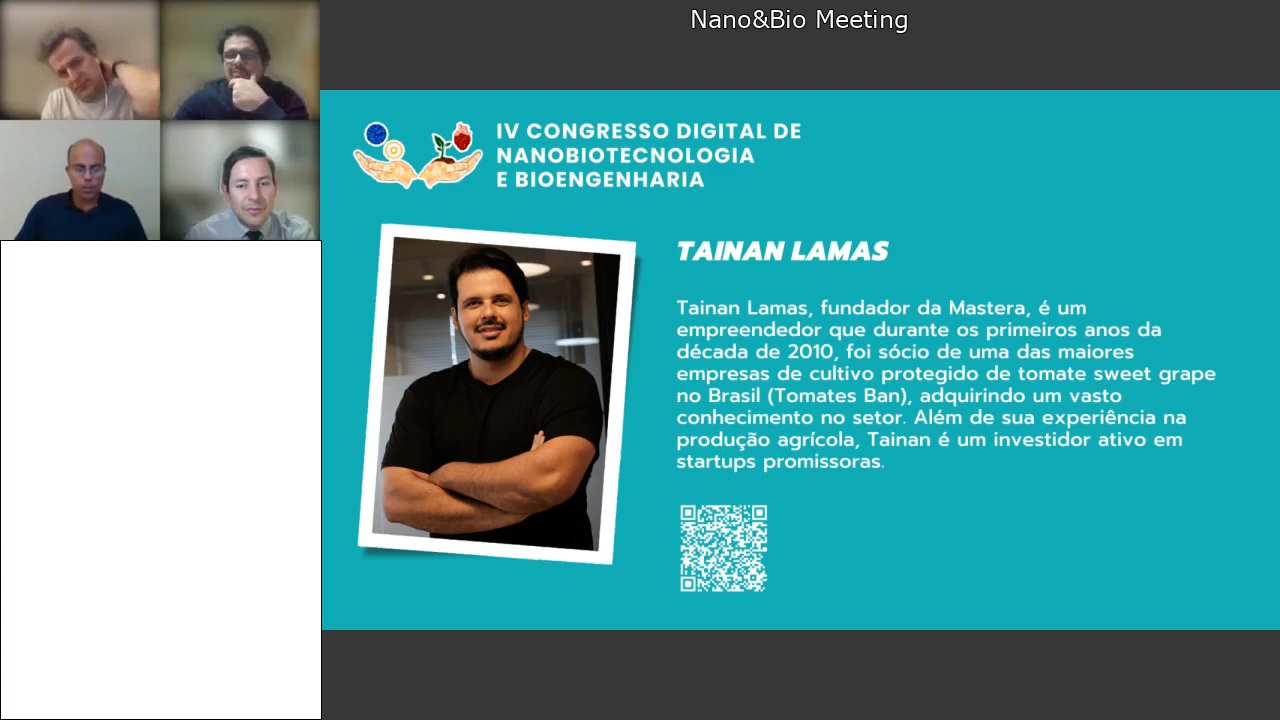 Nano&Bio Meeting
IV CONGRESSO DIGITAL DE
NANOBIOTECNOLOGIA
E BIOENGENHARIA
TAINAN LAMAS
Tainan Lamas, fundador da Mastera, é um
empreendedor que durante os primeiros anos da
década de 2010, foi sócio de uma das maiores
empresas de cultivo protegido de tomate sweet grape
no Brasil (Tomates Ban), adquirindo um vasto
conhecimento no setor. Além de sua experiência na
produção agrícola, Tainan é um investidor ativo em
startups promissoras.